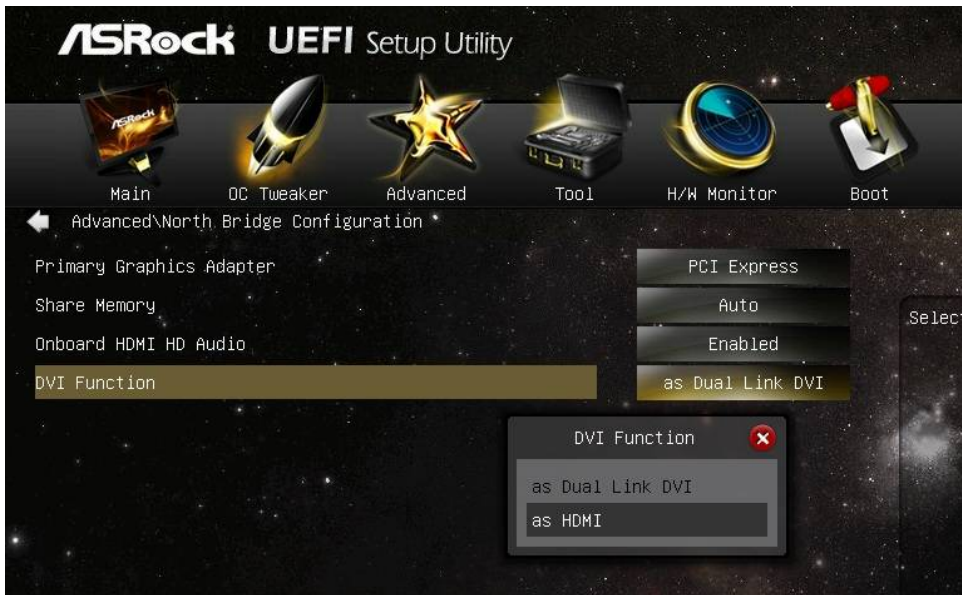 ASRock UEFI Setup Utility
ASRock
Main OC Tweaker Advanced Tool H/W Monitor Boot
Advanced\North Bridge Configuration
Primary Graphics Adapter PCI Express
Share Memory Auto
Selec
Onboard HDMI HD Audio Enabled
DVI Function as Dual Link DVI
DVI Function
as Dual Link DVI
as HDMI